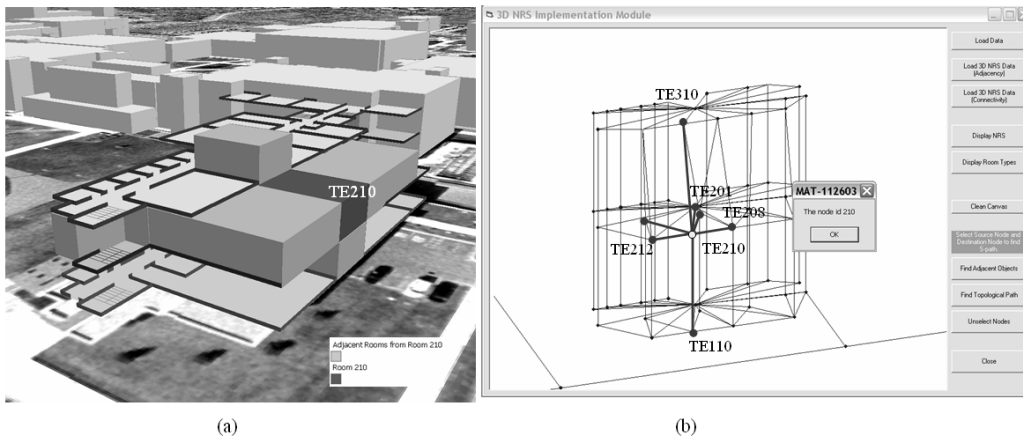 TE210
Adjacent Rooms from Room 210
Room 210
(a)
3D NRS Implementation Module
TE310
TE201
TE208
TE212
TE210
TE110
MAT-112603
The node id 210
OK
Load Data
Load 3D NRS Data
(Adjacency)
Load 3D NRS Data
(Connectivity)
Display NRS
Display Room Types
Clean Canvas
Select Source Node and
Destination Node to find
S-path
Find Adjacent Objects
Find Topological Path
Unselect Nodes
Close
(b)